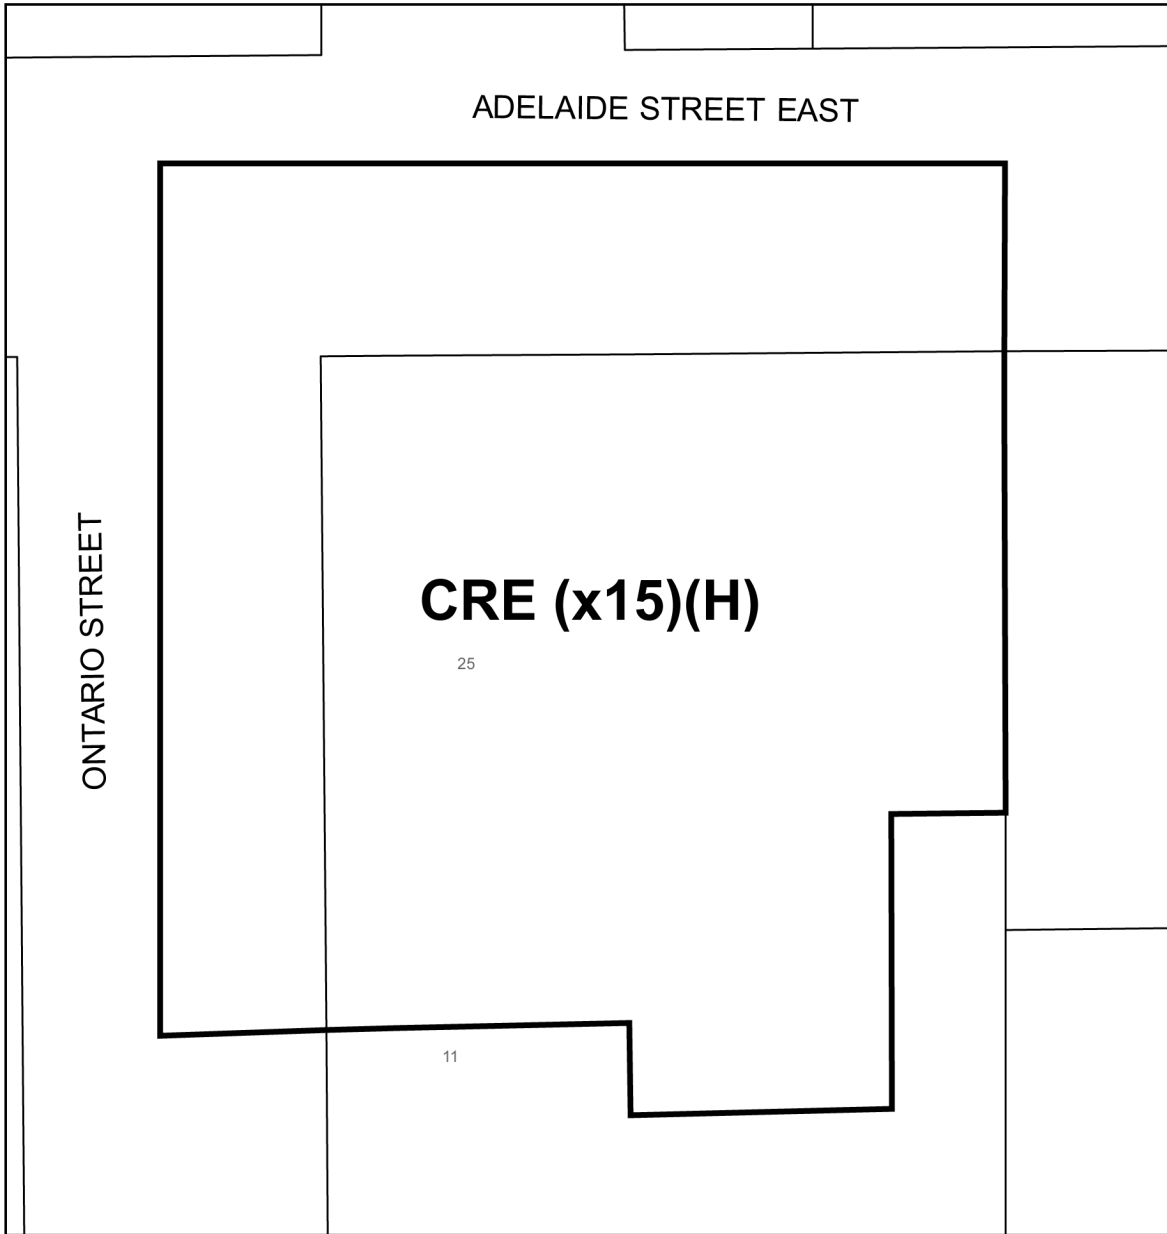 ADELAIDE STREET EAST
ONTARIO STREET
CRE (x15)(H)
25
11